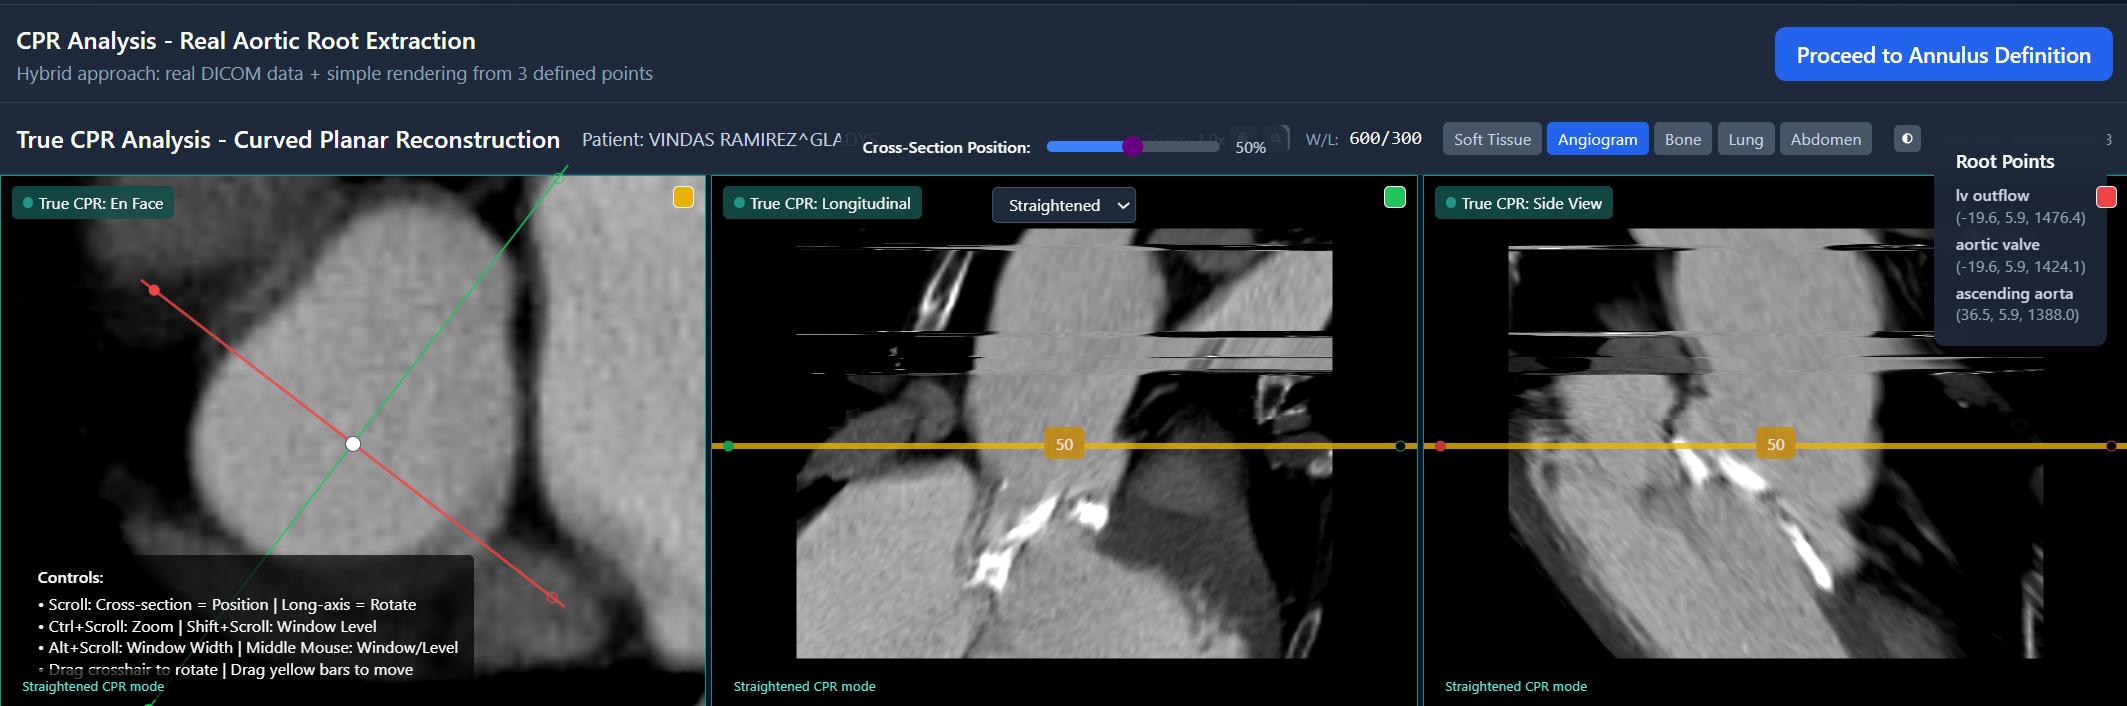 CPR Analysis - Real Aortic Root Extraction
Hybrid approach: real DICOM data + simple rendering from 3 defined points
Proceed to Annulus Definition
True CPR Analysis - Curved Planar Reconstruction
Patient: VINDAS RAMIREZ^GLADYS
Cross-Section Position:
Zoom: 1.0x
50%
W/L: 600/300
Soft Tissue
Angiogram
Bone
Lung
Abdomen
3
Root Points
lv outflow
(-19.6, 5.9, 1476.4)
aortic valve
(-19.6, 5.9, 1424.1)
ascending aorta
(36.5, 5.9, 1388.0)
True CPR: En Face
Controls:
• Scroll: Cross-section = Position | Long-axis = Rotate
• Ctrl+Scroll: Zoom | Shift+Scroll: Window Level
• Alt+Scroll: Window Width | Middle Mouse: Window/Level
• Drag crosshair to rotate | Drag yellow bars to move
Straightened CPR mode
True CPR: Longitudinal
Straightened
50
Straightened CPR mode
True CPR: Side View
50
Straightened CPR mode